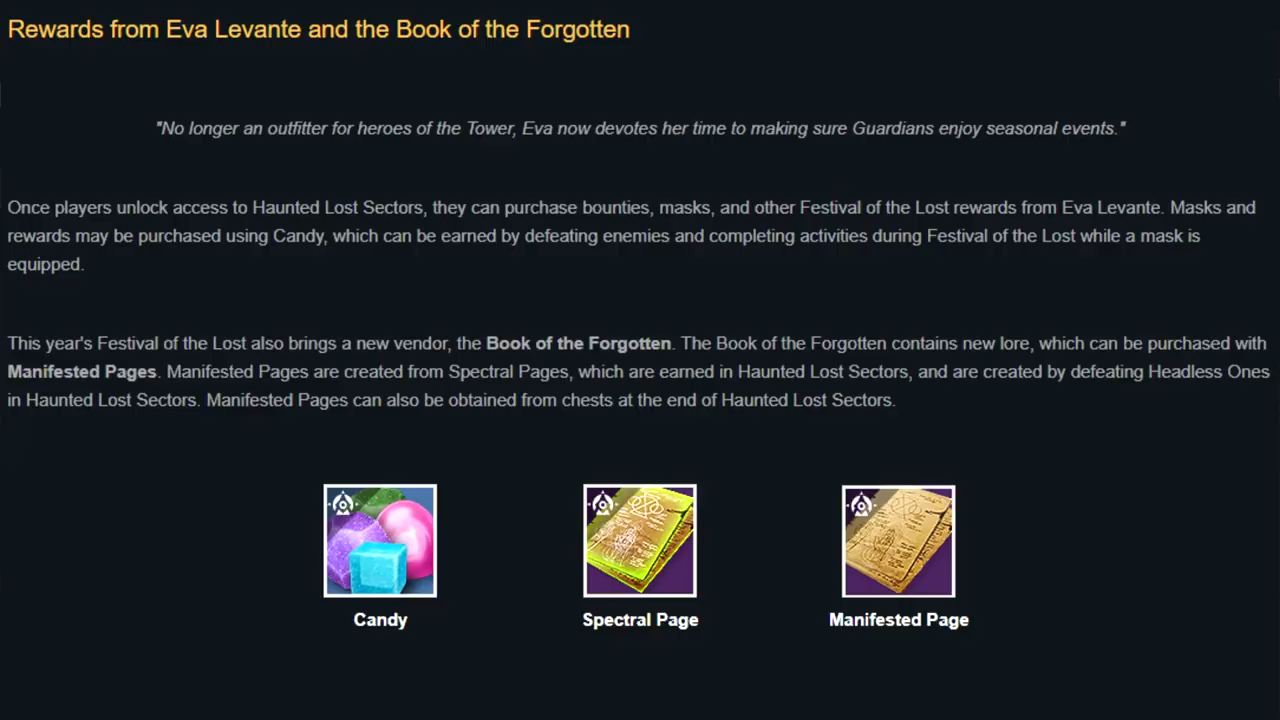 Rewards from Eva Levante and the Book of the Forgotten
"No longer an outfitter for heroes of the Tower, Eva now devotes her time to making sure Guardians enjoy seasonal events."
Once players unlock access to Haunted Lost Sectors, they can purchase bounties, masks, and other Festival of the Lost rewards from Eva Levante. Masks and
rewards may be purchased using Candy, which can be earned by defeating enemies and completing activities during Festival of the Lost while a mask is
equipped.
This year's Festival of the Lost also brings a new vendor, the Book of the Forgotten. The Book of the Forgotten contains new lore, which can be purchased with
Manifested Pages. Manifested Pages are created from Spectral Pages, which are earned in Haunted Lost Sectors, and are created by defeating Headless Ones
in Haunted Lost Sectors. Manifested Pages can also be obtained from chests at the end of Haunted Lost Sectors.
Candy
Spectral Page
Manifested Page